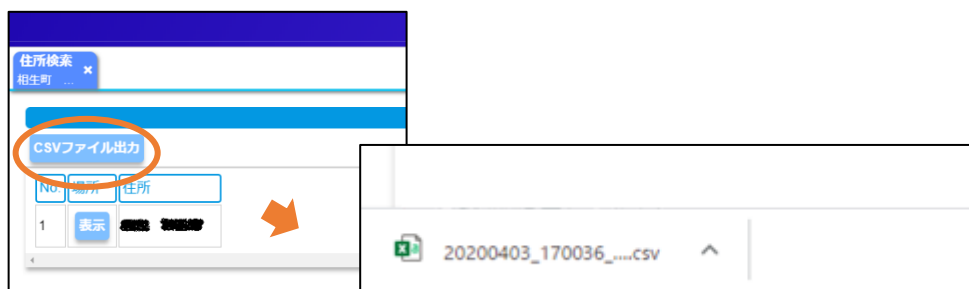 住所検索 ×
相生町 ...
CSVファイル出力
No. 場所 住所
1 表示
20200403_170036_....csv